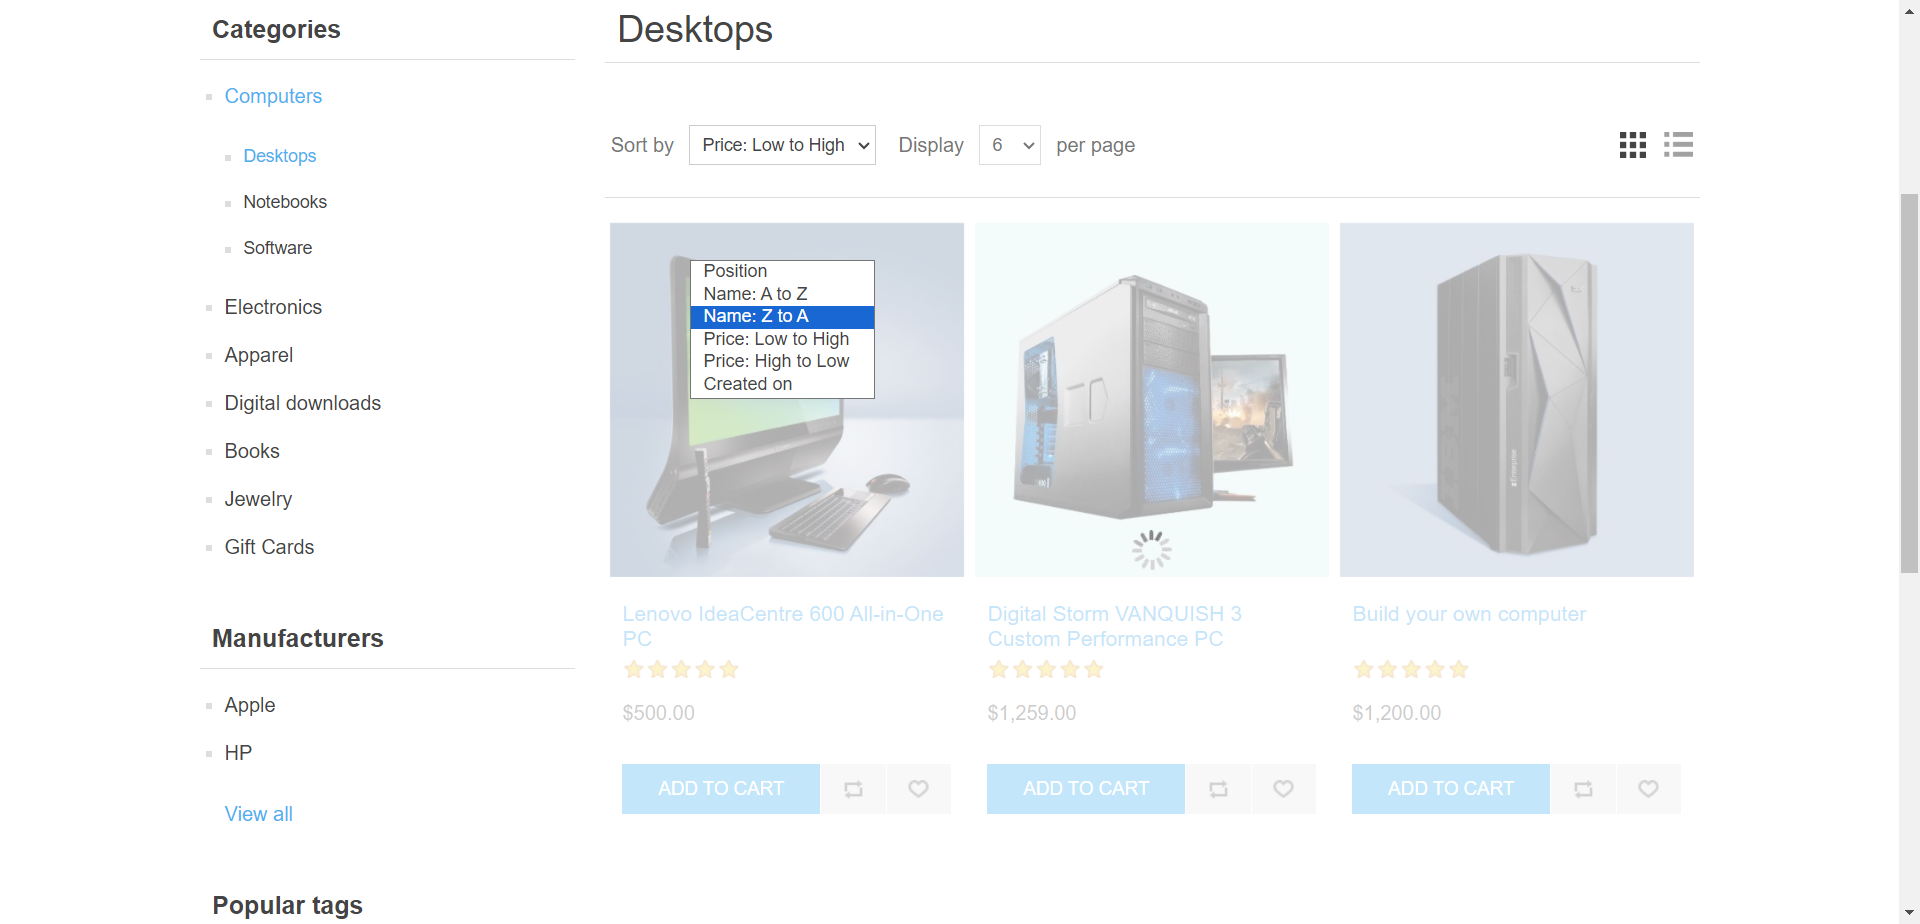 Categories
Computers
Desktops
Notebooks
Software
Electronics
Apparel
Digital downloads
Books
Jewelry
Gift Cards
Manufacturers
Apple
HP
View all
Popular tags
Desktops
Sort by Price: Low to High Display 6 per page
Position
Name: A to Z
Name: Z to A
Price: Low to High
Price: High to Low
Created on
Lenovo IdeaCentre 600 All-in-One
PC
$500.00
ADD TO CART
Digital Storm VANQUISH 3
Custom Performance PC
$1,259.00
ADD TO CART
Build your own computer
$1,200.00
ADD TO CART